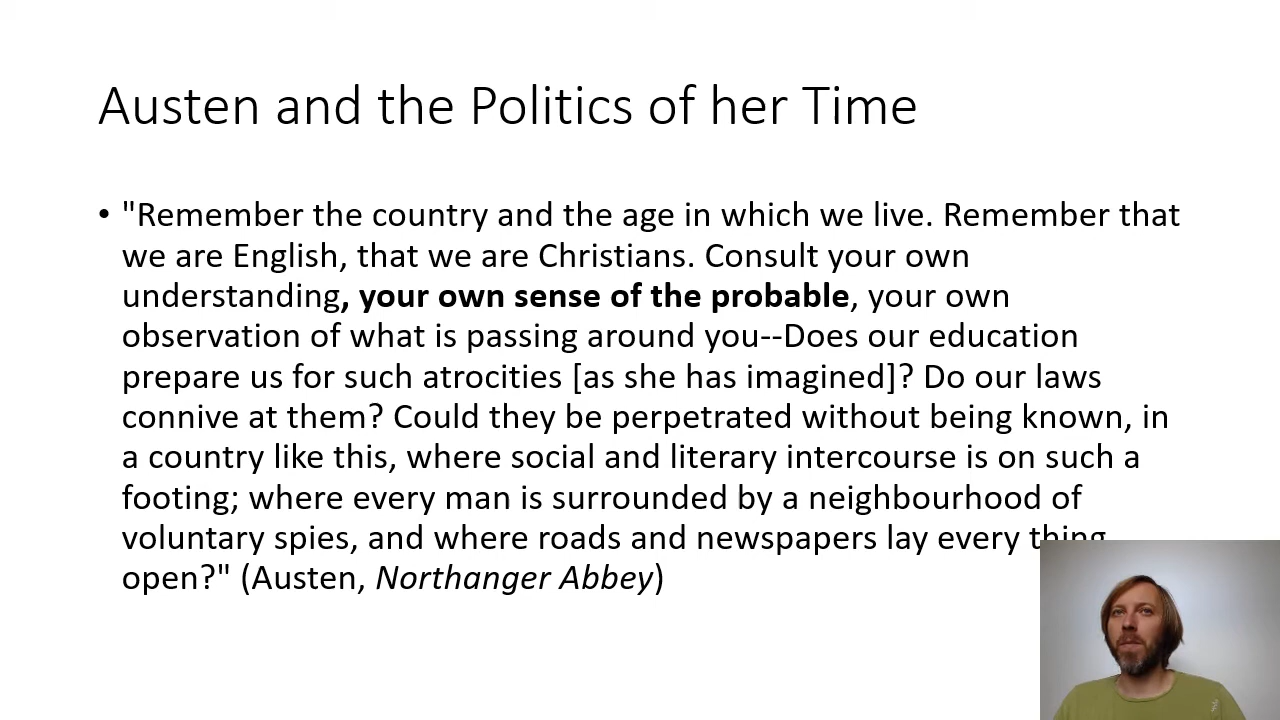 Austen and the Politics of her Time
• "Remember the country and the age in which we live. Remember that
we are English, that we are Christians. Consult your own
understanding, your own sense of the probable, your own
observation of what is passing around you--Does our education
prepare us for such atrocities [as she has imagined]? Do our laws
connive at them? Could they be perpetrated without being known, in
a country like this, where social and literary intercourse is on such a
footing; where every man is surrounded by a neighbourhood of
voluntary spies, and where roads and newspapers lay every thing
open?" (Austen, Northanger Abbey)